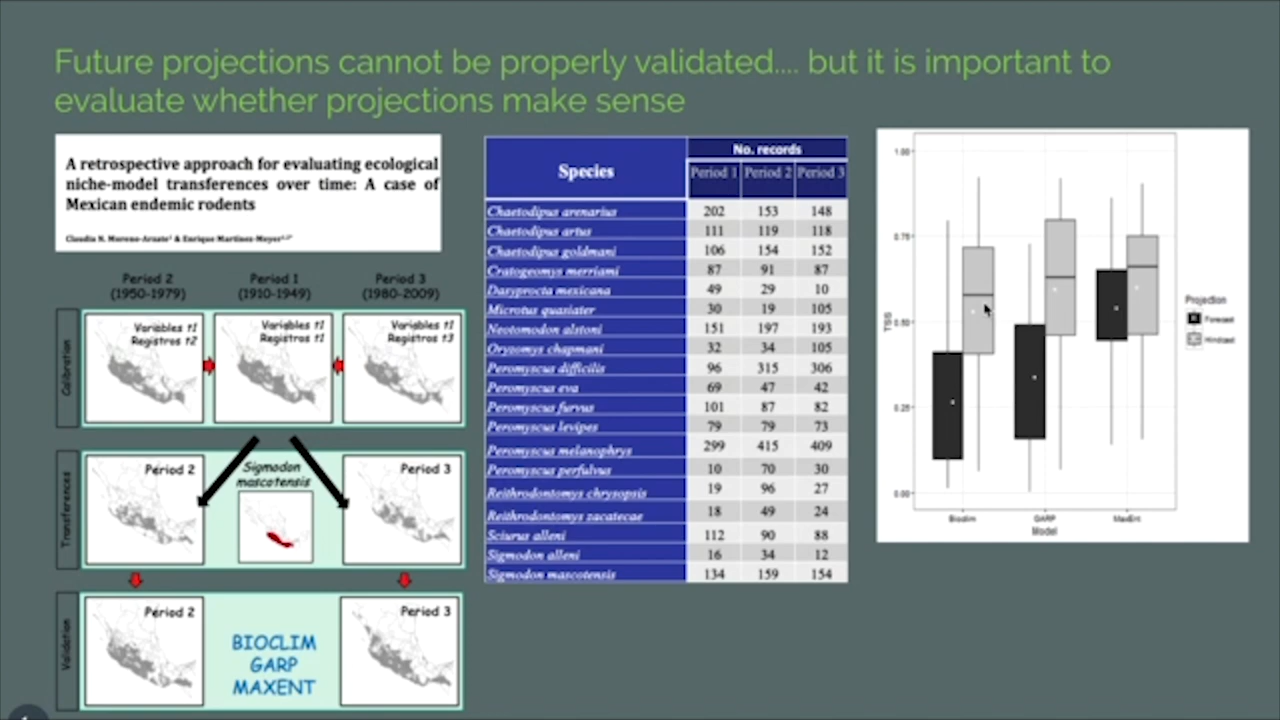 Future projections cannot be properly validated.... but it is important to
evaluate whether projections make sense
A retrospective approach for evaluating ecological
niche-model transferences over time: A case of
Mexican endemic rodents
Claudia N. Moreno-Arzate¹ & Enrique Martínez-Meyer
Period 2
(1950-1979)
Period 1
(1910-1949)
Period 3
(1980-2009)
Calibration
Variables t1
Registros t2
Variables t1
Registros t1
Variables t1
Registros t3
Transferences
Period 2
Sigmodon
mascotensis
Period 3
Validation
Period 2
BIOCLIM
GARP
MAXENT
Period 3
Species No. records
Period 1 Period 2 Period 3
Chaetodipus arenarius 202 153 148
Chaetodipus artus 111 119 118
Chaetodipus goldmani 106 154 152
Cratogeomys merriami 87 91 87
Dasyprocta mexicana 49 29 10
Microtus quasiater 30 19 105
Neotomodon alstoni 151 197 193
Oryzomys chapmani 32 34 105
Peromyscus difficilis 96 315 306
Peromyscus eva 69 47 42
Peromyscus furvus 101 87 82
Peromyscus levipes 79 79 73
Peromyscus melanophrys 299 415 409
Peromyscus perfulvus 10 70 30
Reithrodontomys chrysopsis 19 96 27
Reithrodontomys zacatecae 18 49 24
Sciurus alleni 112 90 88
Sigmodon alleni 16 34 12
Sigmodon mascotensis 134 159 154
1.00
0.75
0.50
0.25
0.00
TSS
Bioclim GARP MaxEnt
Model
Projection
Forecast
Hindcast